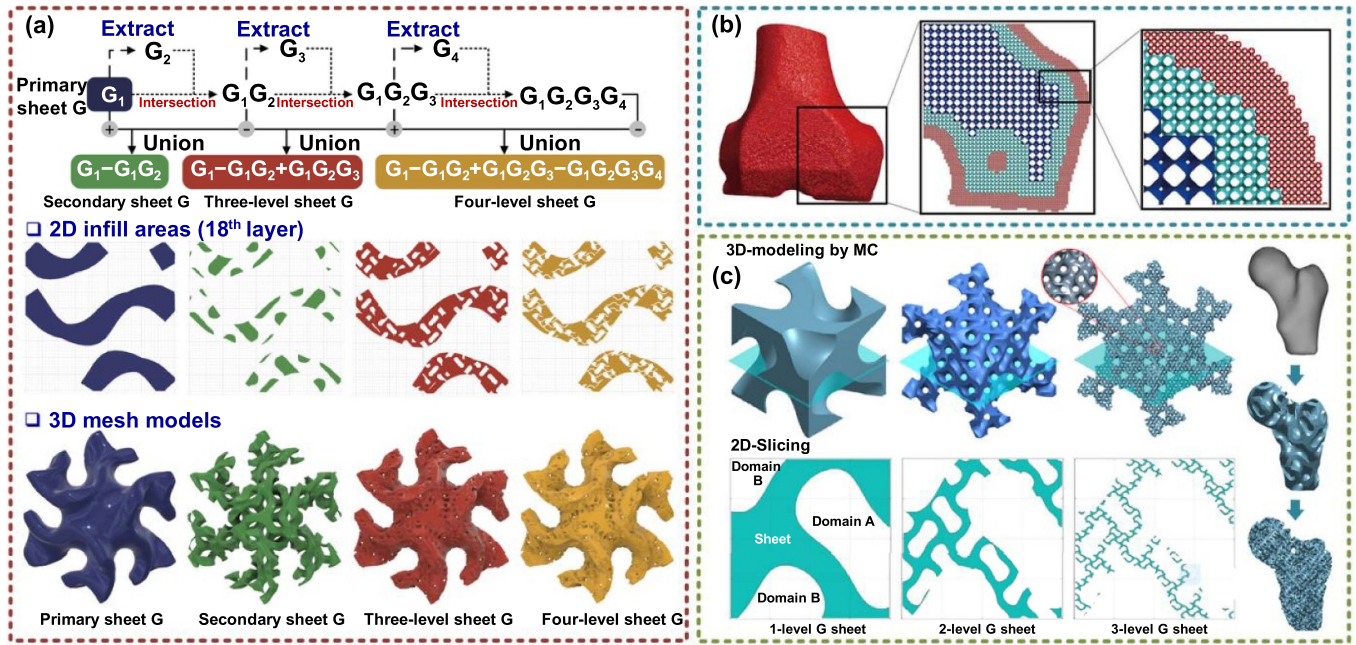 (a)
Extract
Extract
Extract
G₂
G₃
G₄
Primary
sheet G
G₁
Intersection
G₁G₂
Intersection
G₁G₂G₃
Intersection
G₁G₂G₃G₄
+
−
+
−
Union
Union
Union
G₁−G₁G₂
G₁−G₁G₂+G₁G₂G₃
G₁−G₁G₂+G₁G₂G₃−G₁G₂G₃G₄
Secondary sheet G
Three-level sheet G
Four-level sheet G
2D infill areas (18th layer)
3D mesh models
Primary sheet G
Secondary sheet G
Three-level sheet G
Four-level sheet G
(b)
3D-modeling by MC
(c)
2D-Slicing
Domain
B
Domain A
Sheet
Domain B
1-level G sheet
2-level G sheet
3-level G sheet